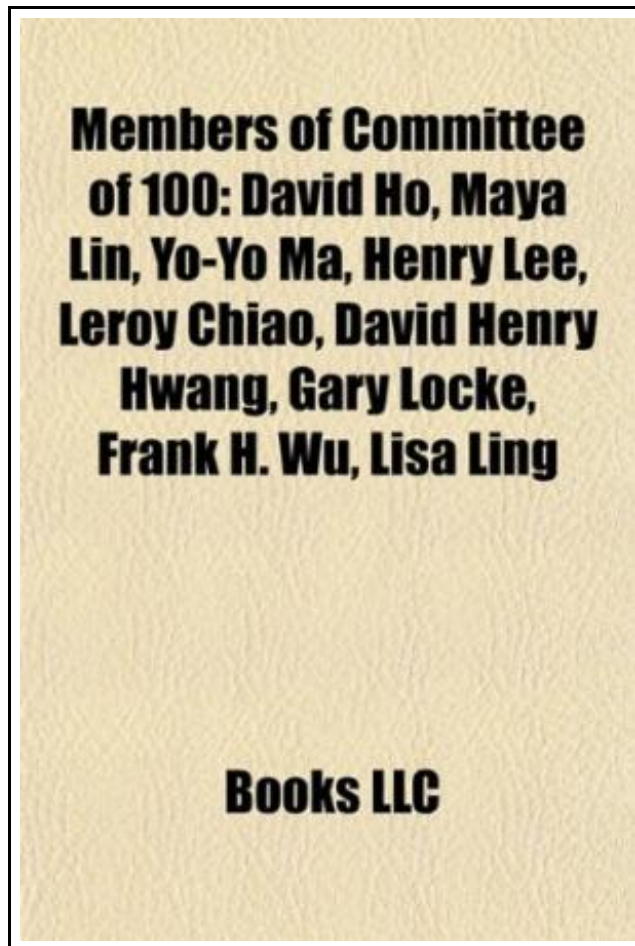 Members of Committee
of 100: David Ho, Maya
Lin, Yo-Yo Ma, Henry Lee,
Leroy Chiao, David Henry
Hwang, Gary Locke,
Frank H. Wu, Lisa Ling
Books LLC